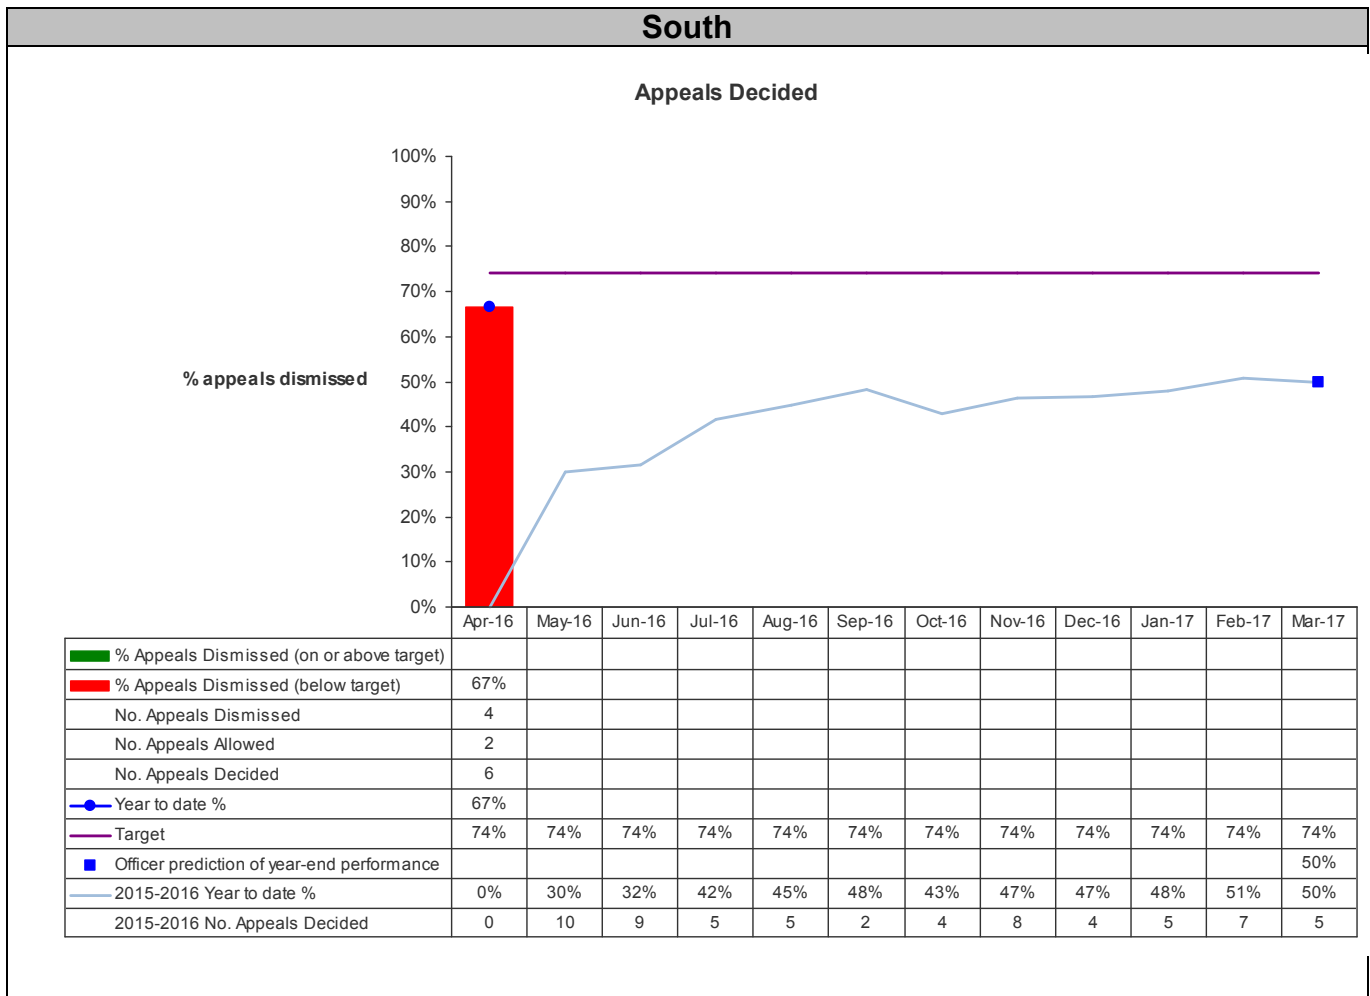 South
Appeals Decided
100%
90%
80%
70%
60%
50%
40%
30%
20%
10%
0%
% appeals dismissed
Apr-16 May-16 Jun-16 Jul-16 Aug-16 Sep-16 Oct-16 Nov-16 Dec-16 Jan-17 Feb-17 Mar-17
% Appeals Dismissed (on or above target)
% Appeals Dismissed (below target) 67%
No. Appeals Dismissed 4
No. Appeals Allowed 2
No. Appeals Decided 6
Year to date % 67%
Target 74% 74% 74% 74% 74% 74% 74% 74% 74% 74% 74% 74%
Officer prediction of year-end performance 50%
2015-2016 Year to date % 0% 30% 32% 42% 45% 48% 43% 47% 47% 48% 51% 50%
2015-2016 No. Appeals Decided 0 10 9 5 5 2 4 8 4 5 7 5